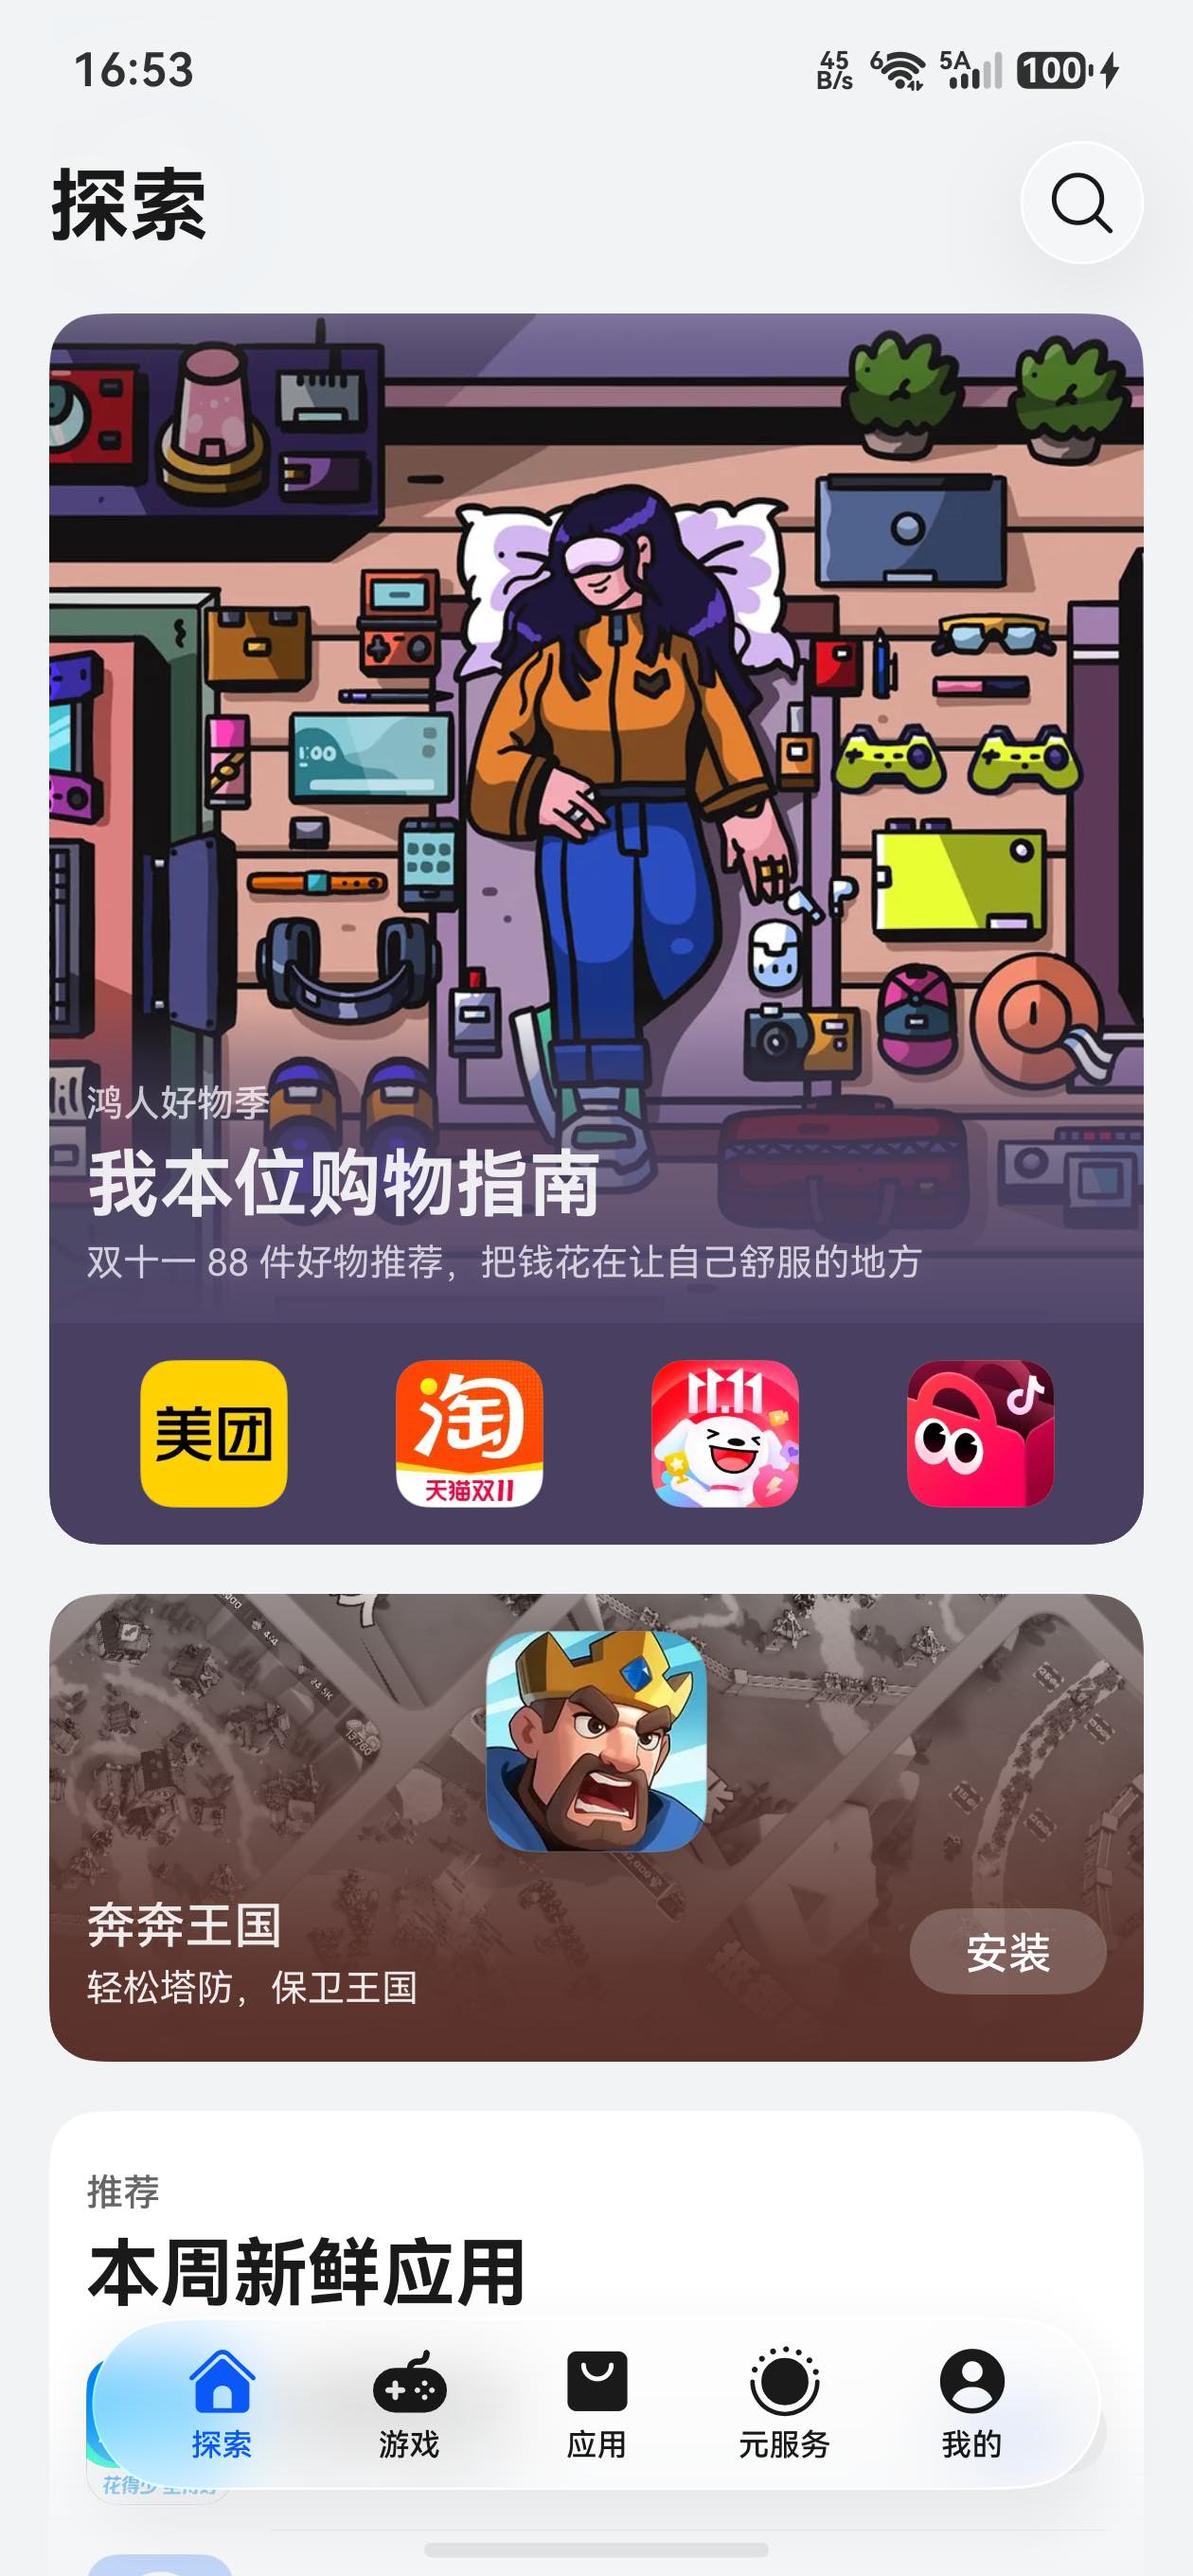 16:53
45
B/s
6
5A
100
探索
1:00
鸿人好物季
我本位购物指南
双十一 88 件好物推荐，把钱花在让自己舒服的地方
美团
淘
天猫双11
11.11
奔奔王国
轻松塔防，保卫王国
安装
推荐
本周新鲜应用
探索
游戏
应用
元服务
我的